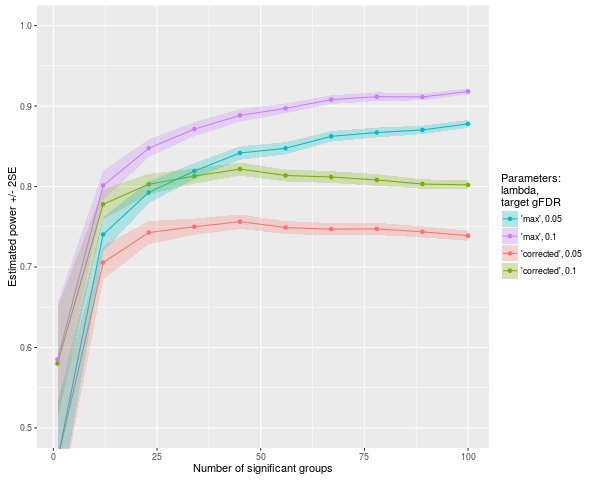 Estimated power +/- 2SE
1.0
0.9
0.8
0.7
0.6
0.5
0
25
50
75
100
Number of significant groups
Parameters:
lambda,
target gFDR
'max', 0.05
'max', 0.1
'corrected', 0.05
'corrected', 0.1